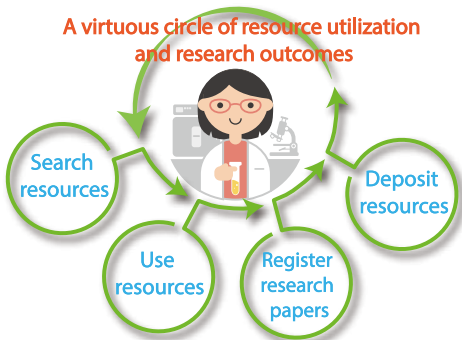 A virtuous circle of resource utilization
and research outcomes
Search
resources
Use
resources
Register
research
papers
Deposit
resources